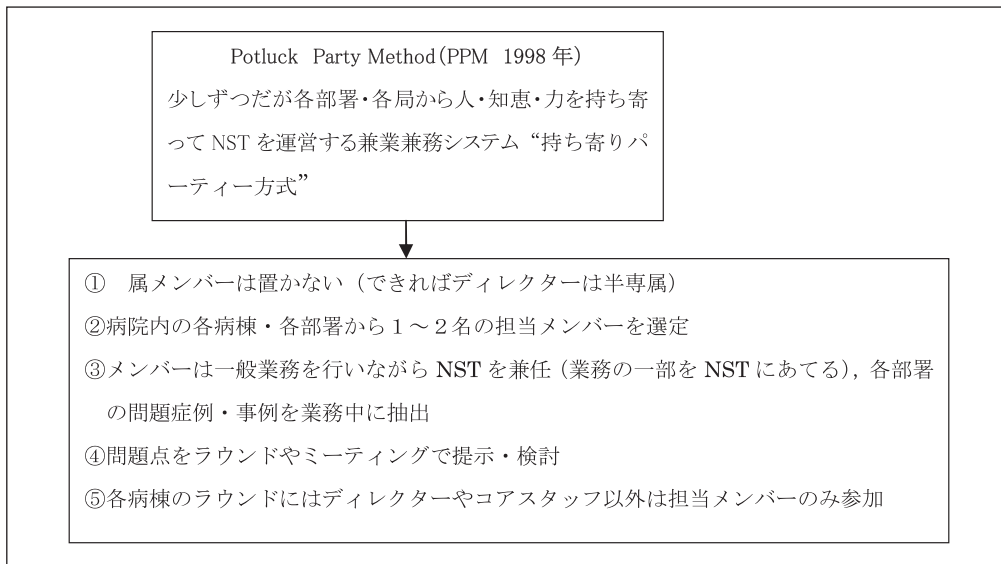 Potluck Party Method(PPM 1998 年)
少しずつだが各部署・各局から人・知恵・力を持ち寄
って NST を運営する兼業兼務システム “持ち寄りパ
ーティー方式”
① 属メンバーは置かない（できればディレクターは半専属）
②病院内の各病棟・各部署から１～２名の担当メンバーを選定
③メンバーは一般業務を行いながら NST を兼任（業務の一部を NST にあてる），各部署
の問題症例・事例を業務中に抽出
④問題点をラウンドやミーティングで提示・検討
⑤各病棟のラウンドにはディレクターやコアスタッフ以外は担当メンバーのみ参加